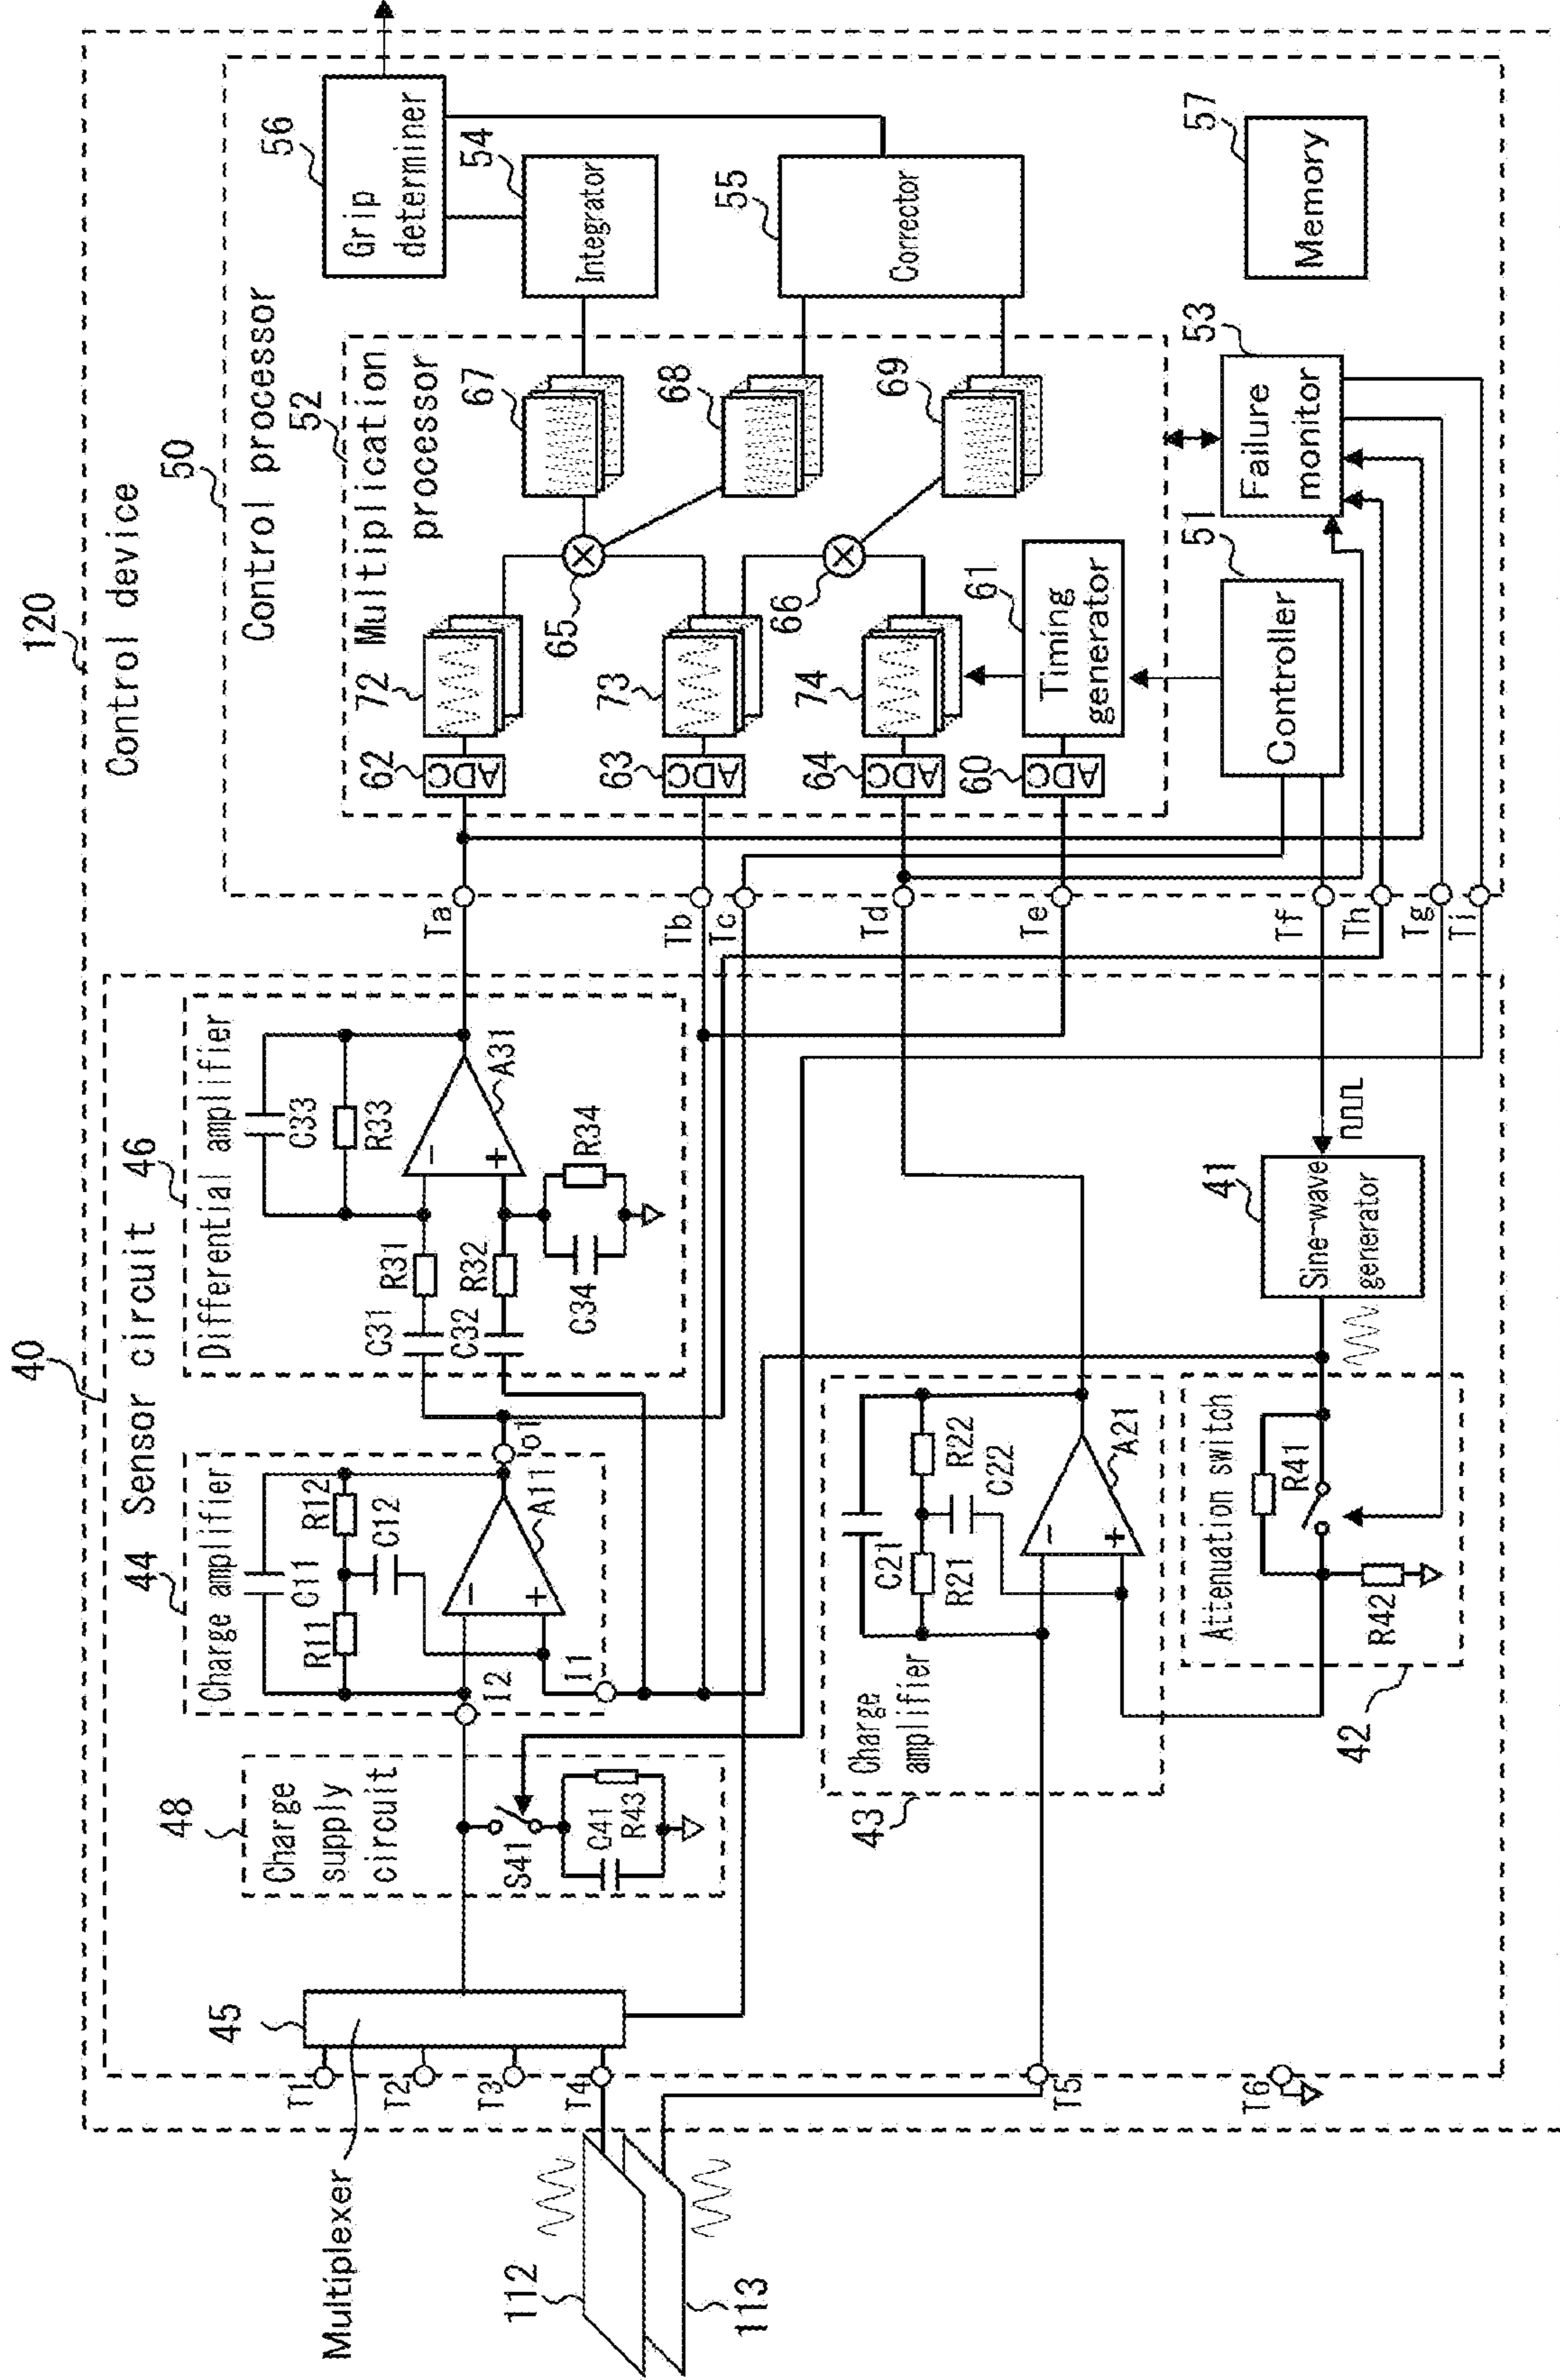 120
Control device
40
Sensor circuit
50
Control processor
46
Differential amplifier
C33
R33
A31
R34
C31
R31
C32
R32
C34
44
Charge amplifier
R11
R12
C11
C12
A11
I2
I1
o1
48
Charge
supply
circuit
S41
C41
R43
45
Multiplexer
T1
T2
T3
T4
T5
T6
112
113
43
Charge
amplifier
C21
R21
R22
C22
A21
42
Attenuation switch
R41
R42
41
Sine-wave
generator
Ta
Tb
Tc
Td
Te
Tf
Th
Tg
Ti
52
Multiplication
processor
62
ADC
72
63
ADC
73
64
ADC
74
60
ADC
61
Timing
generator
65
66
67
68
69
51
Controller
53
Failure
monitor
54
Integrator
55
Corrector
56
Grip
determiner
57
Memory